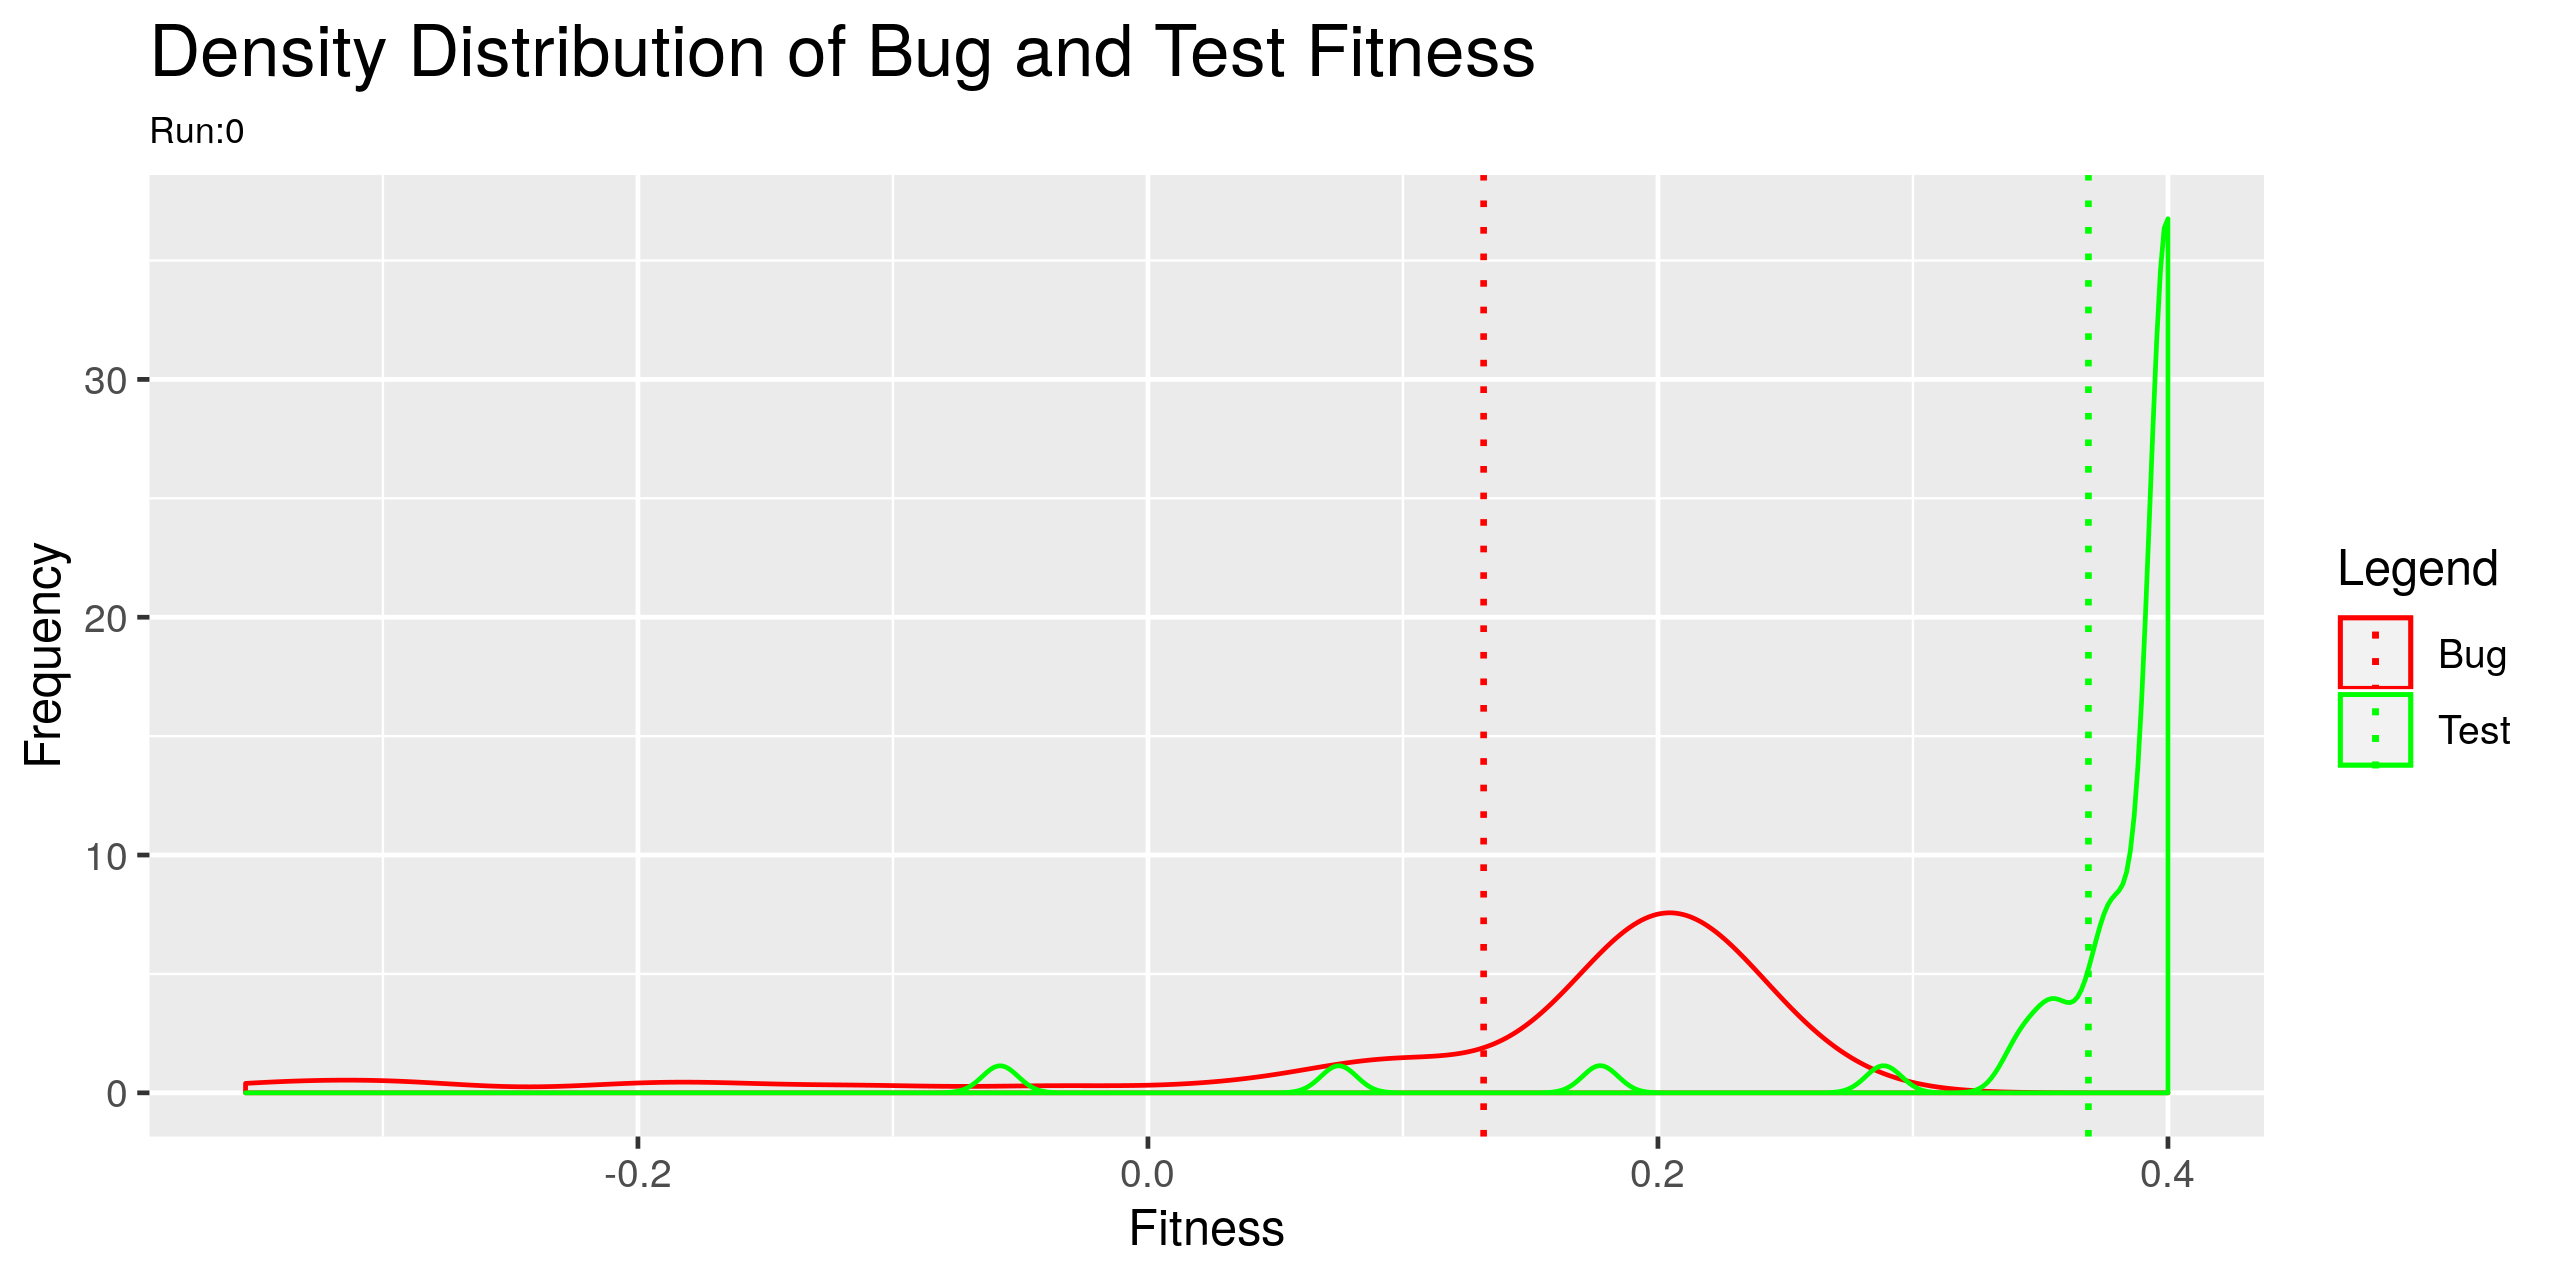 Density Distribution of Bug and Test Fitness
Run:0
Frequency
30
20
10
0
-0.2
0.0
0.2
0.4
Fitness
Legend
Bug
Test